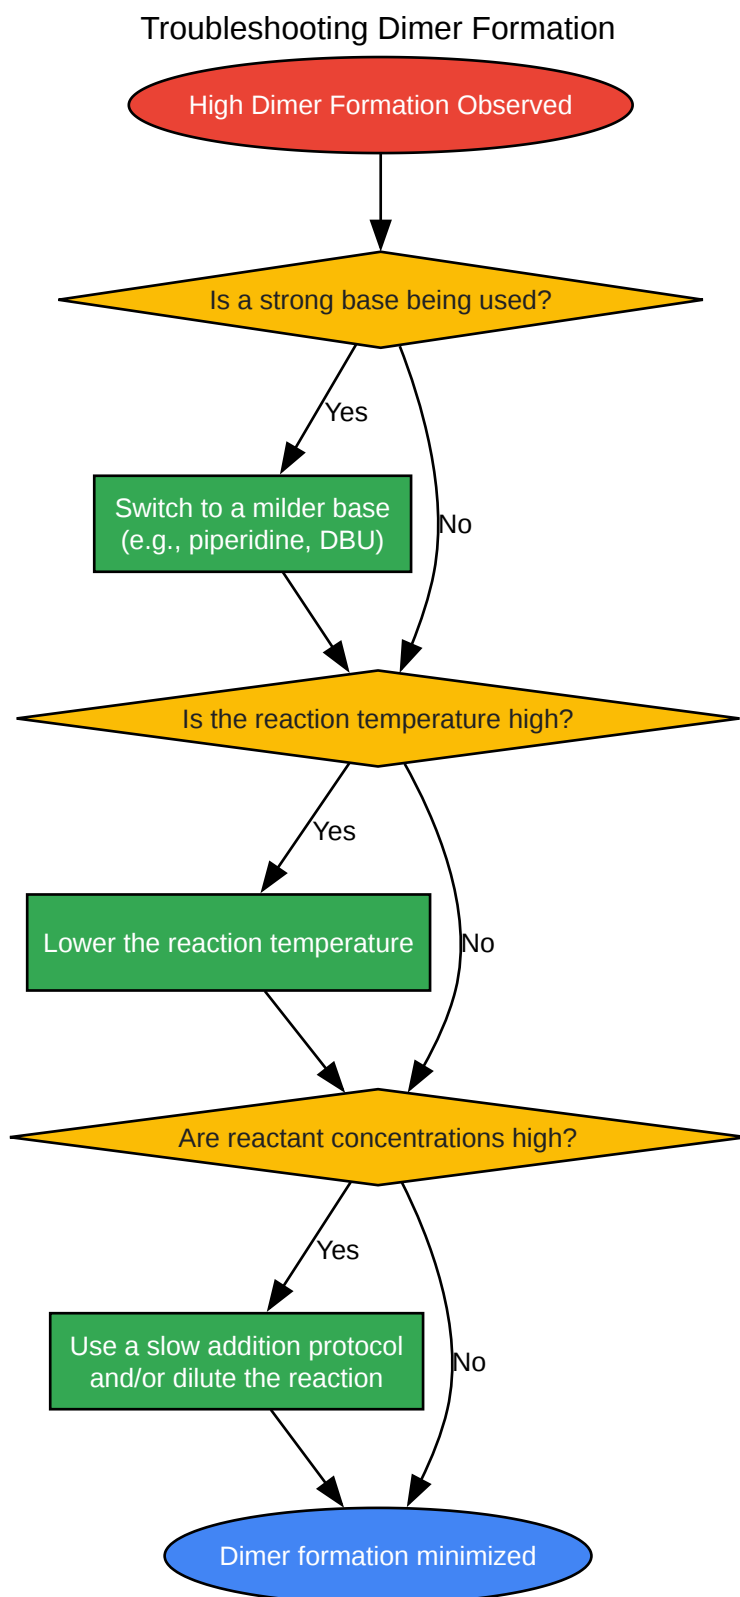 Troubleshooting Dimer Formation
High Dimer Formation Observed
Is a strong base being used?
Yes
Switch to a milder base
(e.g., piperidine, DBU)
No
Is the reaction temperature high?
Yes
Lower the reaction temperature
No
Are reactant concentrations high?
Yes
Use a slow addition protocol
and/or dilute the reaction
No
Dimer formation minimized